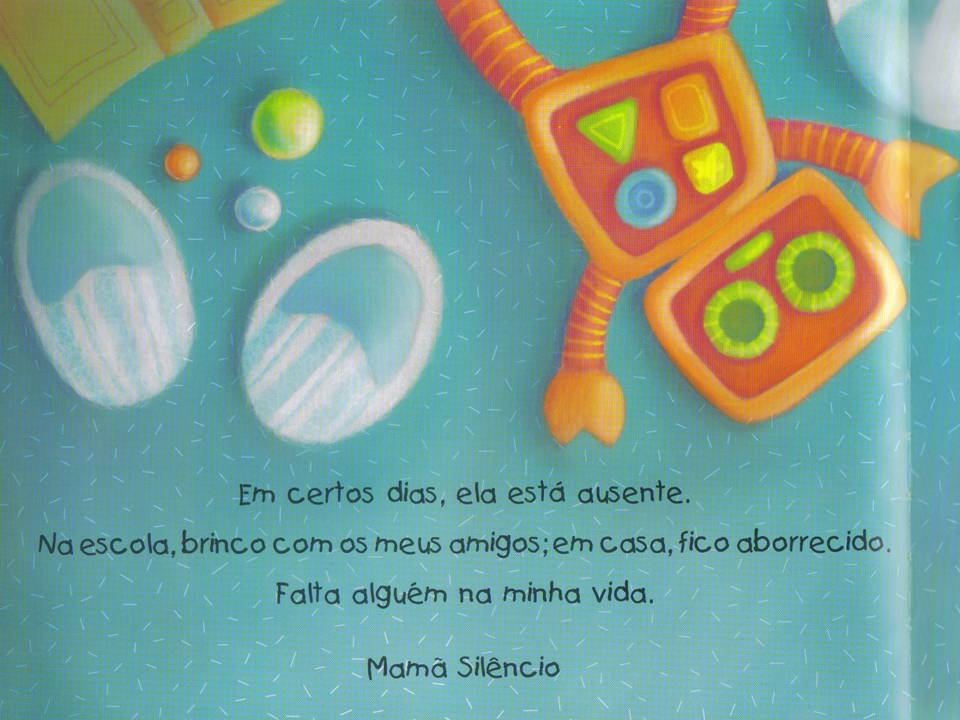 Em certos dias, ela está ausente.
Na escola, brinco com os meus amigos; em casa, fico aborrecido.
Falta alguém na minha vida.
Mamã Silêncio